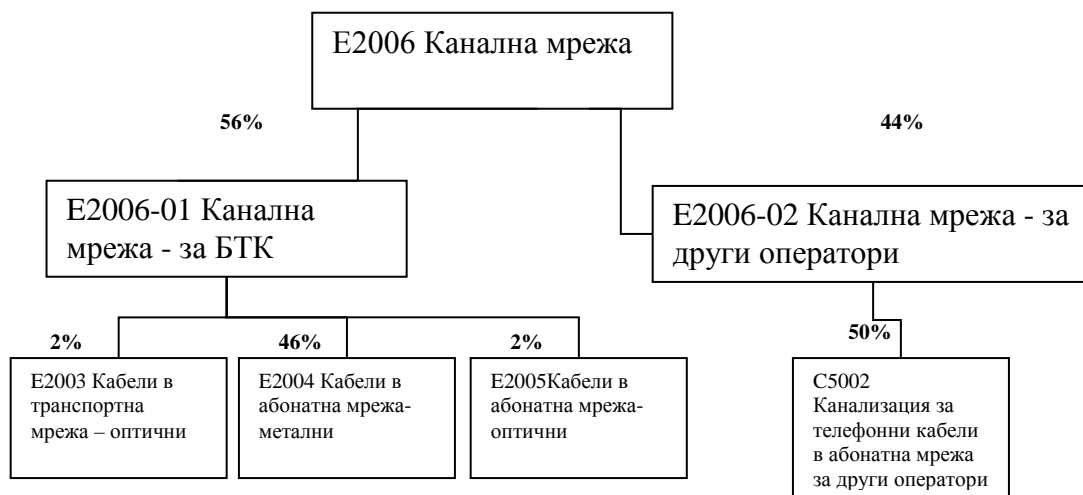 E2006 Канална мрежа
56%
44%
E2006-01 Канална
мрежа - за БТК
E2006-02 Канална мрежа - за
други оператори
2%
46%
2%
50%
E2003 Кабели в
транспортна
мрежа – оптични
E2004 Кабели в
абонатна мрежа-
метални
E2005Кабели в
абонатна мрежа-
оптични
C5002
Канализация за
телефонни кабели
в абонатна мрежа
за други оператори